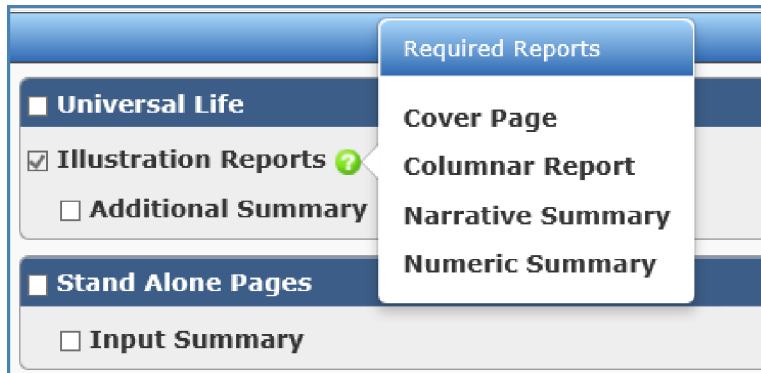 Universal Life
Illustration Reports ?
Additional Summary
Stand Alone Pages
Input Summary
Required Reports
Cover Page
Columnar Report
Narrative Summary
Numeric Summary